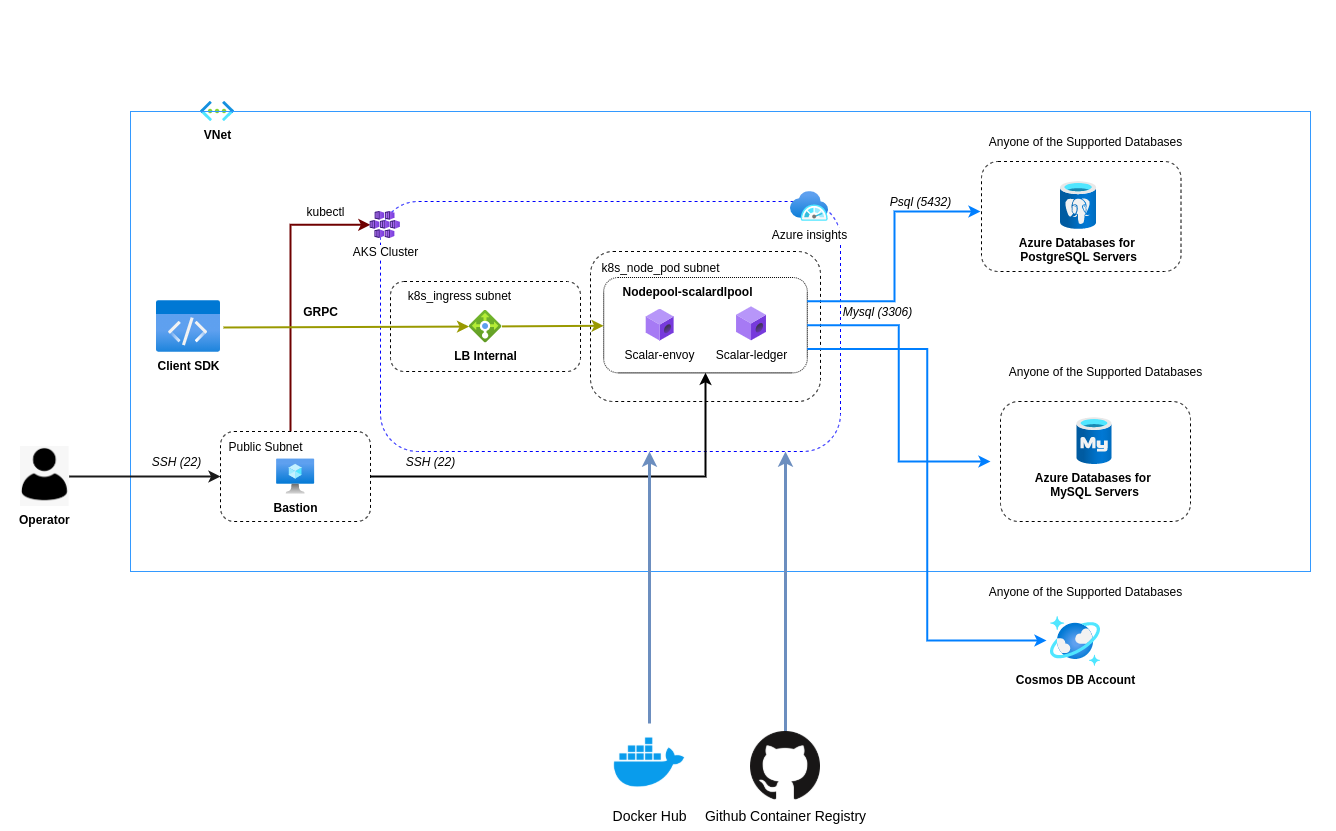 VNet
Anyone of the Supported Databases
Psql (5432)
kubectl
Azure insights
AKS Cluster
Azure Databases for
PostgreSQL Servers
k8s_node_pod subnet
k8s_ingress subnet
Nodepool-scalardlpool
GRPC
Mysql (3306)
LB Internal
Scalar-envoy
Scalar-ledger
Client SDK
Anyone of the Supported Databases
Public Subnet
SSH (22)
SSH (22)
My
Azure Databases for
MySQL Servers
Bastion
Operator
Anyone of the Supported Databases
Cosmos DB Account
Docker Hub
Github Container Registry